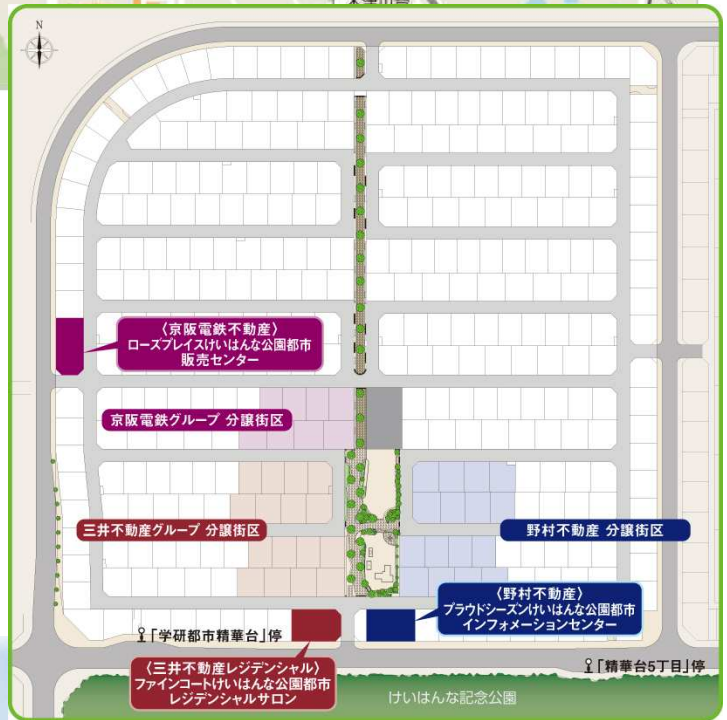 N
〈京阪電鉄不動産〉
ローズプレイスけいはんな公園都市
販売センター
京阪電鉄グループ 分譲街区
三井不動産グループ 分譲街区
野村不動産 分譲街区
〈野村不動産〉
プラウドシーズンけいはんな公園都市
インフォメーションセンター
「学研都市精華台」停
〈三井不動産レジデンシャル〉
ファインコートけいはんな公園都市
レジデンシャルサロン
「精華台5丁目」停
けいはんな記念公園